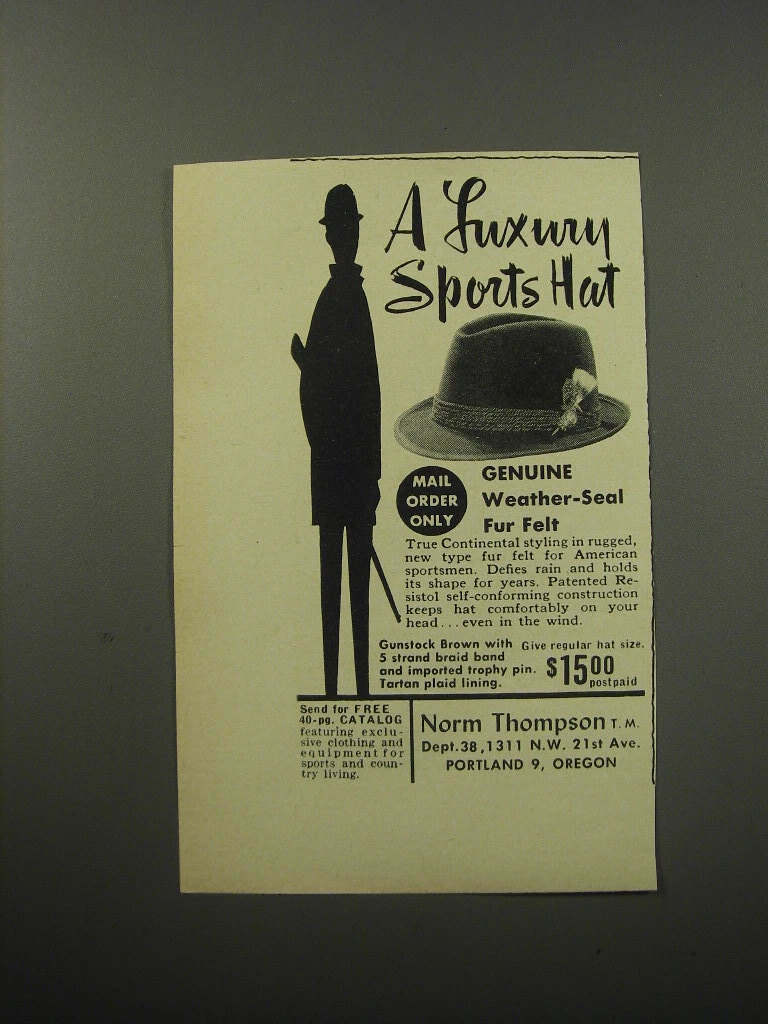 A Luxury
Sports Hat
MAIL
ORDER
ONLY
GENUINE
Weather-Seal
Fur Felt
True Continental styling in rugged,
new type fur felt for American
sportsmen. Defies rain and holds
its shape for years. Patented Re-
sistol self-conforming construction
keeps hat comfortably on your
head...even in the wind.
Gunstock Brown with
5 strand braid band
and imported trophy pin.
Tartan plaid lining.
Give regular hat size.
$15.00
postpaid
Send for FREE
40-pg. CATALOG
featuring exclu-
sive clothing and
equipment for
sports and coun-
try living.
Norm Thompson T. M.
Dept.38,1311 N.W. 21st Ave.
PORTLAND 9, OREGON